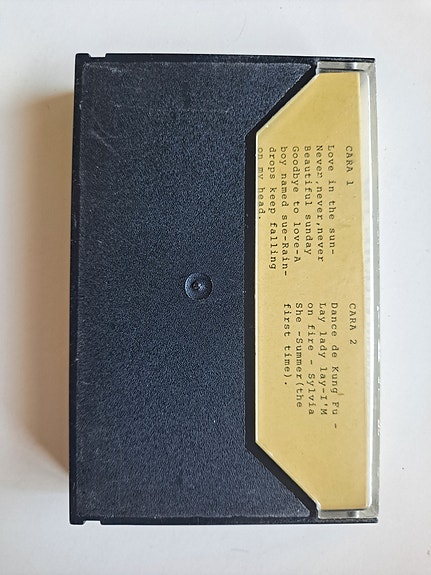 CARA 1
Love in the sun-
Never,never,never
Beautiful sunday
Goodbye to love-A
boy named sue-Rain-
drops keep falling
on my head.
CARA 2
Dance de Kung Fu -
Lay lady lay-I'M
on fire - Sylvia
She -Summer(the
first time).